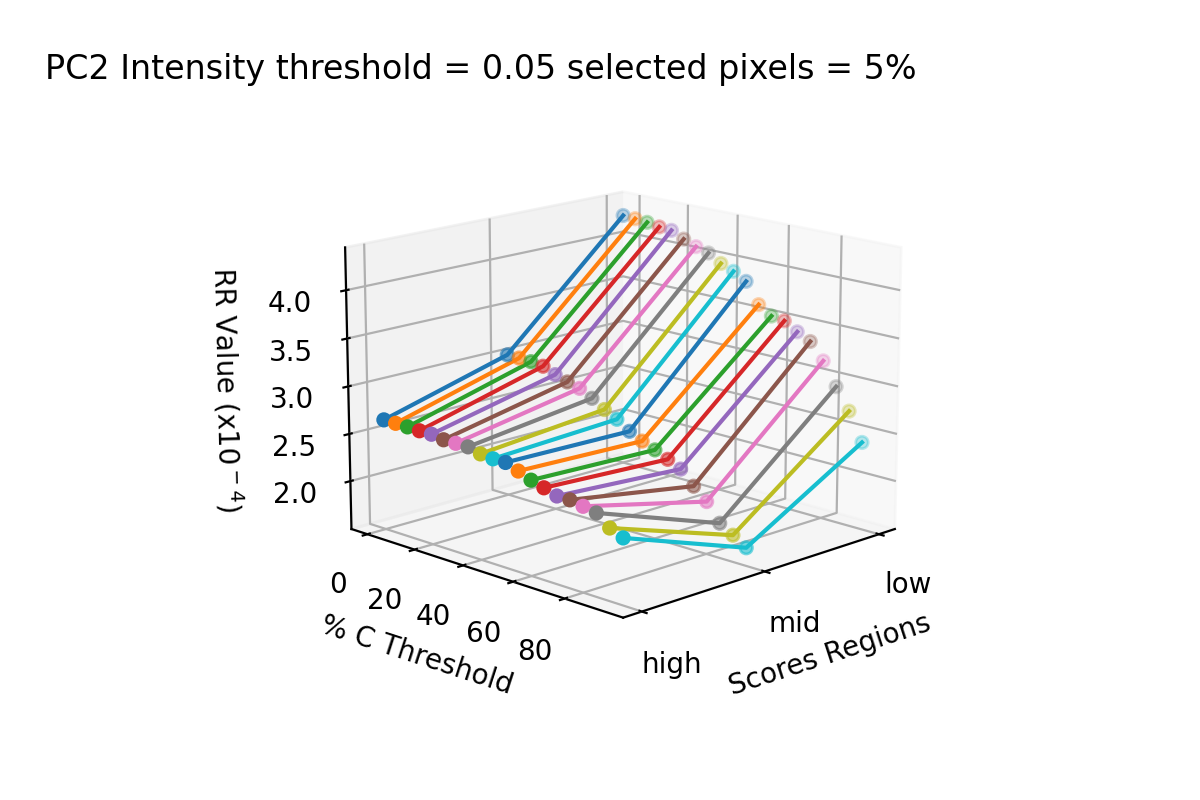 PC2 Intensity threshold = 0.05 selected pixels = 5%
RR Value (x10⁻⁴)
4.0
3.5
3.0
2.5
2.0
0
20
40
60
80
% C Threshold
high
mid
low
Scores Regions